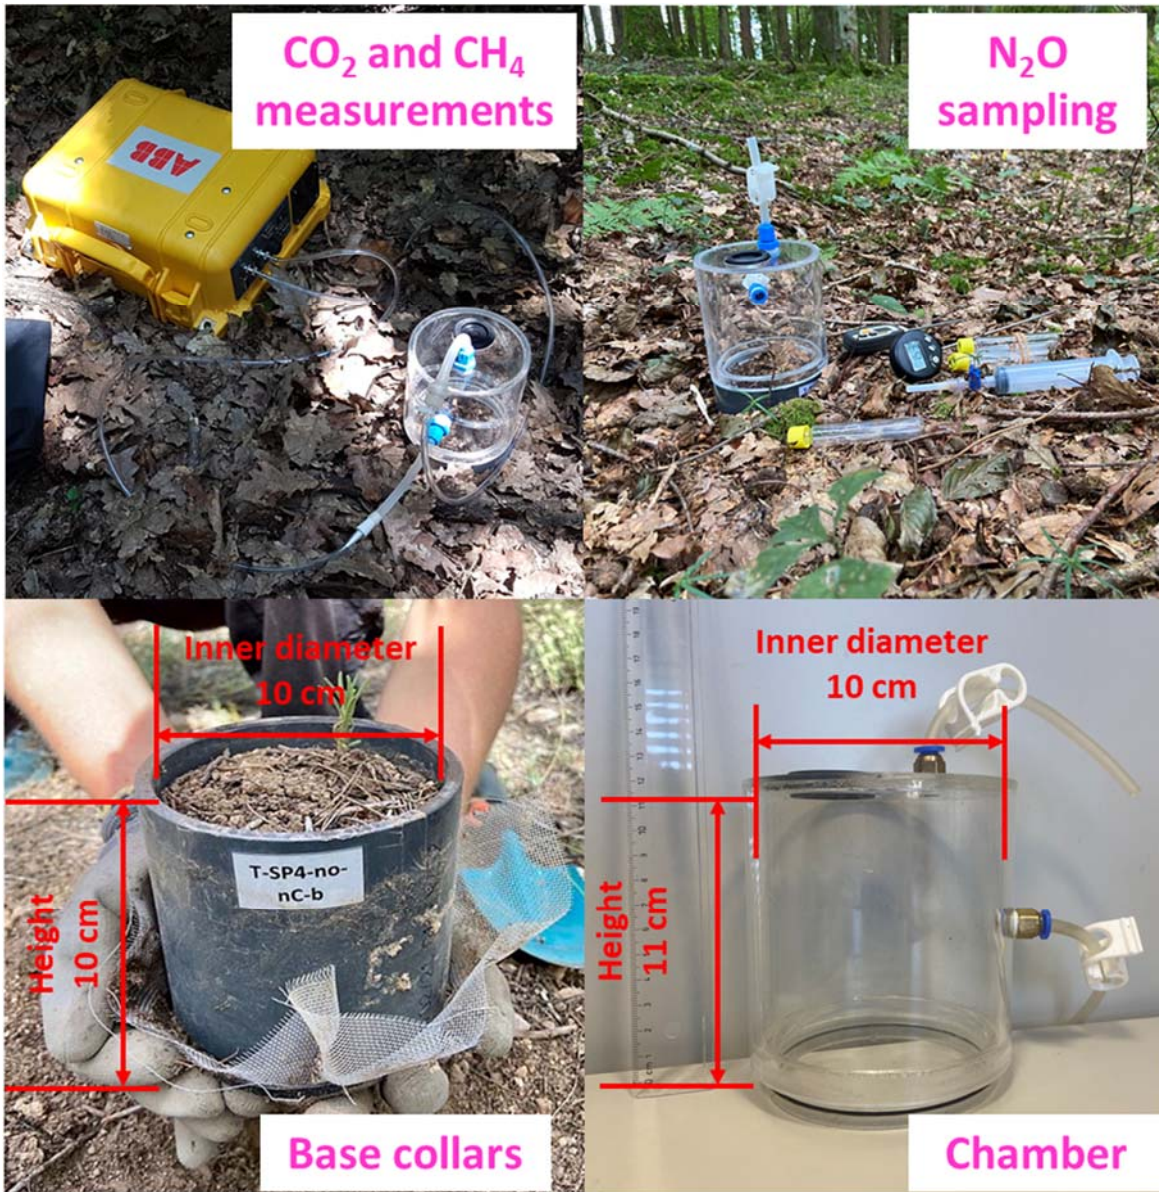 CO₂ and CH₄
measurements
N₂O
sampling
ABB
Inner diameter
10 cm
Height
10 cm
T-SP4-no-
nC-b
Base collars
Inner diameter
10 cm
Height
11 cm
Chamber